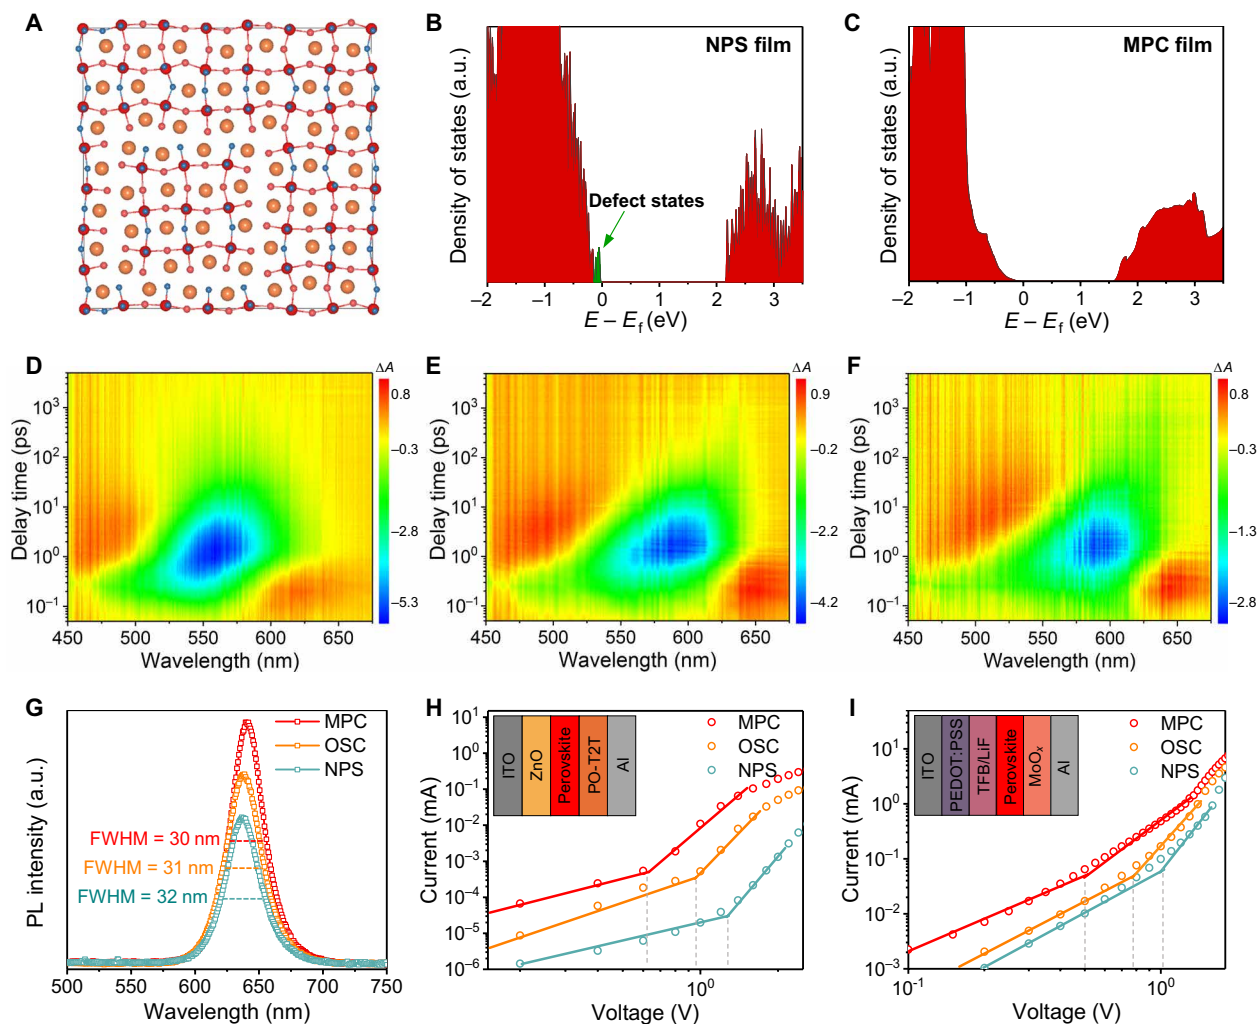 A
B
NPS film
Defect states
Density of states (a.u.)
−2
−1
0
1
2
3
E − Ef (eV)
C
MPC film
Density of states (a.u.)
−2
−1
0
1
2
3
E − Ef (eV)
D
ΔA
0.8
−0.3
−2.8
−5.3
Delay time (ps)
10³
10²
10¹
10⁰
10⁻¹
450
500
550
600
650
Wavelength (nm)
E
ΔA
0.9
−0.3
−2.2
−4.2
Delay time (ps)
10³
10²
10¹
10⁰
10⁻¹
450
500
550
600
650
Wavelength (nm)
F
ΔA
0.8
−0.3
−1.8
−2.8
Delay time (ps)
10³
10²
10¹
10⁰
10⁻¹
450
500
550
600
650
Wavelength (nm)
G
MPC
OSC
NPS
FWHM = 30 nm
FWHM = 31 nm
FWHM = 32 nm
PL intensity (a.u.)
500
550
600
650
700
750
Wavelength (nm)
H
ITO
ZnO
Perovskite
PO-T2T
Al
MPC
OSC
NPS
Current (mA)
10¹
10⁰
10⁻¹
10⁻²
10⁻³
10⁻⁴
10⁻⁵
10⁻⁶
10⁰
Voltage (V)
I
ITO
PEDOT:PSS
TFB/LiF
Perovskite
MoOx
Al
MPC
OSC
NPS
Current (mA)
10¹
10⁰
10⁻¹
10⁻²
10⁻³
10⁻¹
10⁰
Voltage (V)